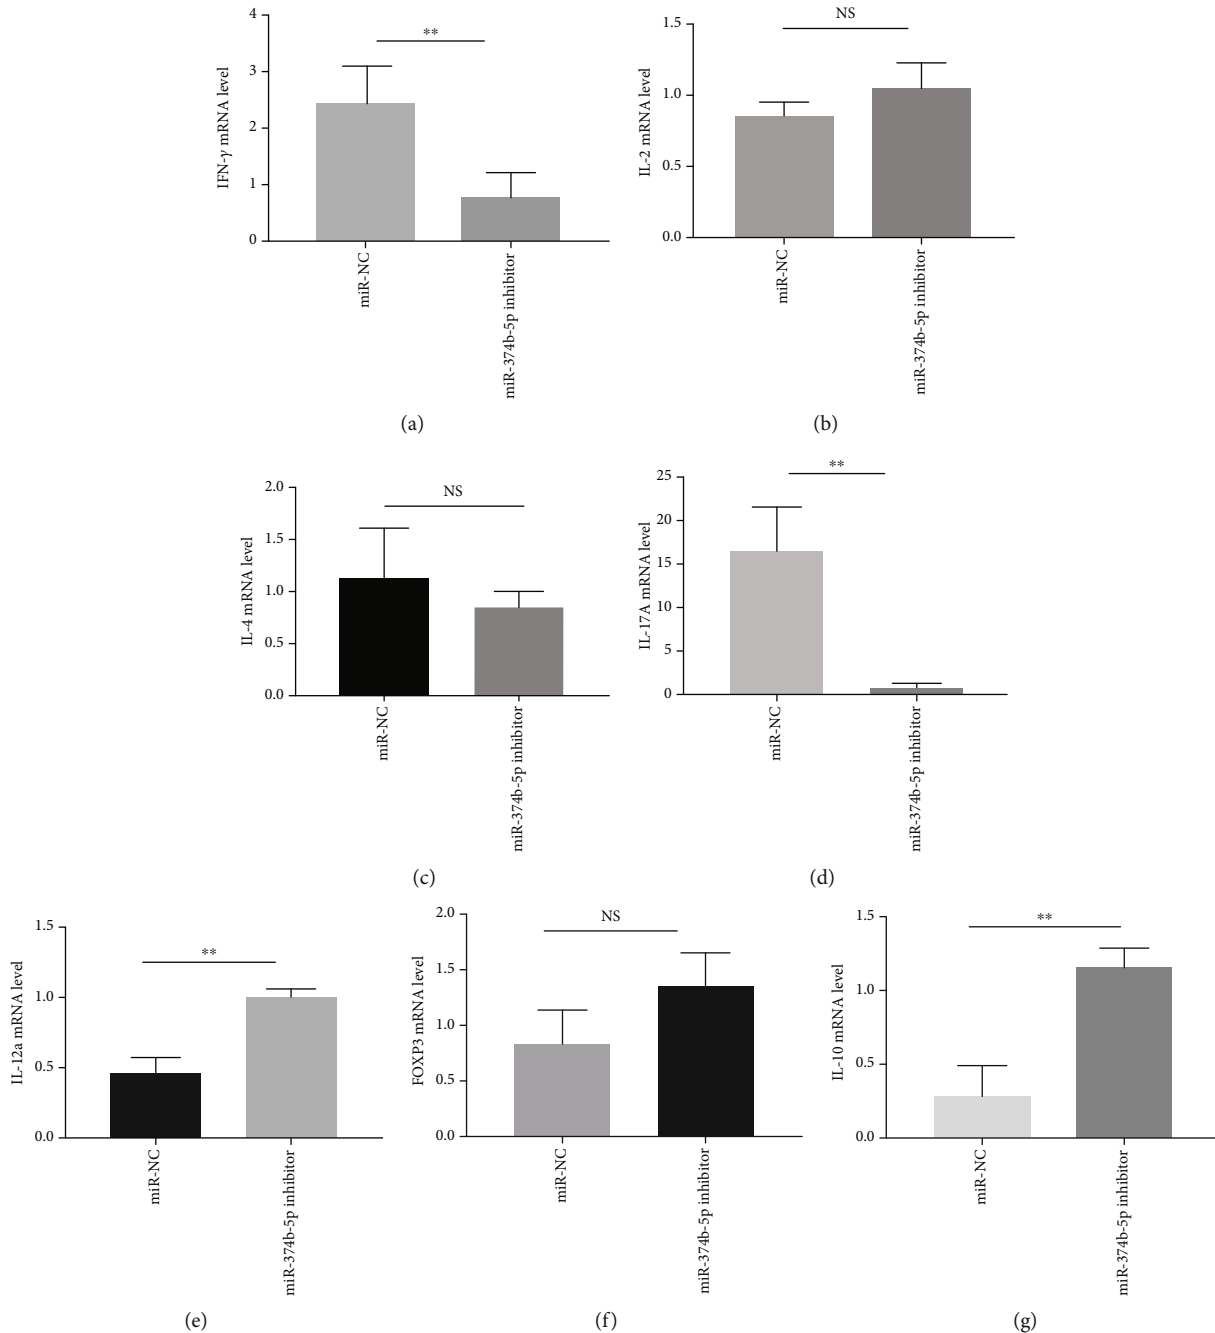 4
3
2
1
0
IFN-γ mRNA level
**
miR-NC
miR-374b-5p inhibitor
(a)
1.5
1.0
0.5
0.0
IL-2 mRNA level
NS
miR-NC
miR-374b-5p inhibitor
(b)
2.0
1.5
1.0
0.5
0.0
IL-4 mRNA level
NS
miR-NC
miR-374b-5p inhibitor
(c)
25
20
15
10
5
0
IL-17A mRNA level
**
miR-NC
miR-374b-5p inhibitor
(d)
1.5
1.0
0.5
0.0
IL-12a mRNA level
**
miR-NC
miR-374b-5p inhibitor
(e)
2.0
1.5
1.0
0.5
0.0
FOXP3 mRNA level
NS
miR-NC
miR-374b-5p inhibitor
(f)
1.5
1.0
0.5
0.0
IL-10 mRNA level
**
miR-NC
miR-374b-5p inhibitor
(g)